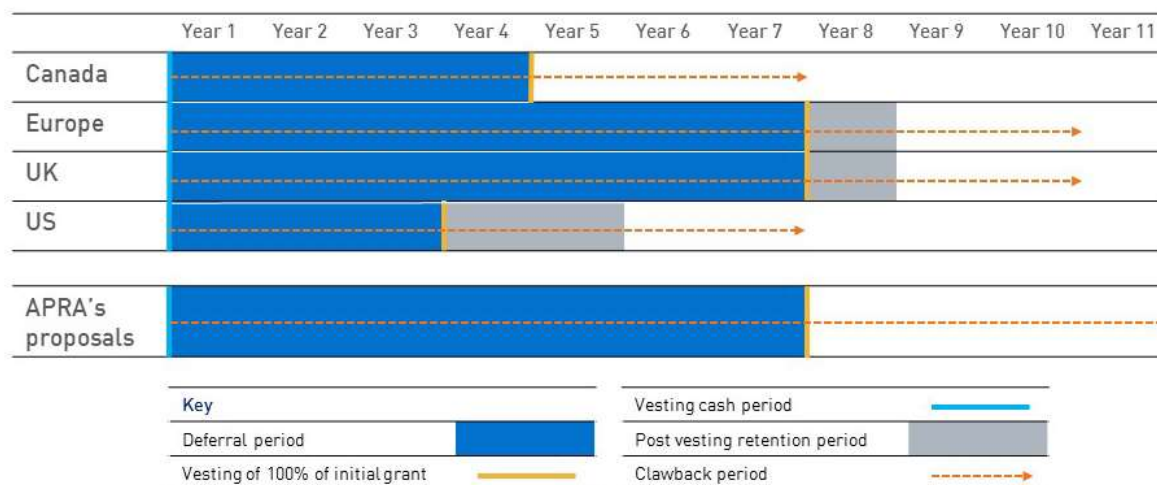 Year 1 Year 2 Year 3 Year 4 Year 5 Year 6 Year 7 Year 8 Year 9 Year 10 Year 11
Canada
Europe
UK
US
APRA's
proposals
Key Vesting cash period
Deferral period Post vesting retention period
Vesting of 100% of initial grant Clawback period